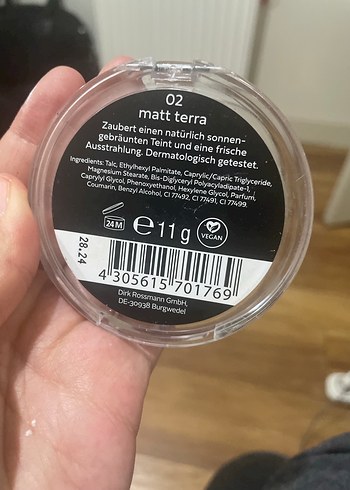 02
matt terra
Zaubert einen natürlich sonnen-
gebräunten Teint und eine frische
Ausstrahlung. Dermatologisch getestet.
Ingredients: Talc, Ethylhexyl Palmitate, Caprylic/Capric Triglyceride,
Magnesium Stearate, Bis-Diglyceryl Polyacyladipate-1,
Caprylyl Glycol, Phenoxyethanol, Hexylene Glycol, Parfum,
Coumarin, Benzyl Alcohol, CI 77492, CI 77491, CI 77499.
24 M
℮ 11 g
VEGAN
28.24
4 305615 701769
Dirk Rossmann GmbH,
DE-30938 Burgwedel